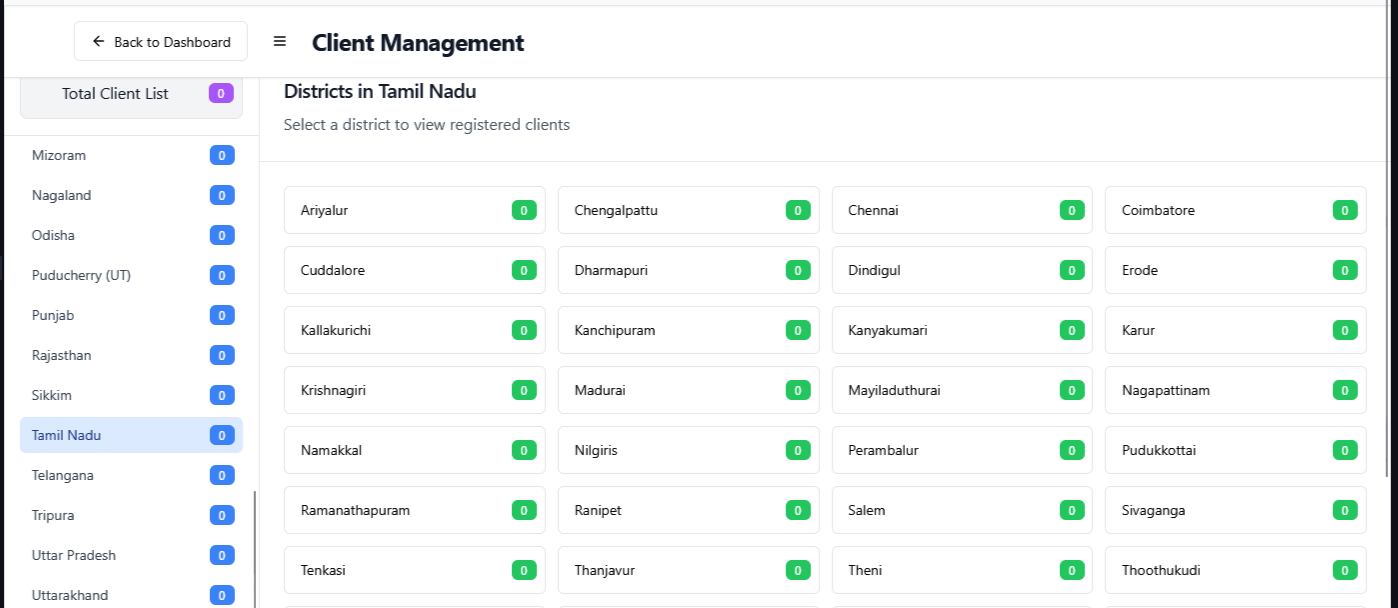 Back to Dashboard
Client Management
Total Client List 0
Mizoram 0
Nagaland 0
Odisha 0
Puducherry (UT) 0
Punjab 0
Rajasthan 0
Sikkim 0
Tamil Nadu 0
Telangana 0
Tripura 0
Uttar Pradesh 0
Uttarakhand 0
Districts in Tamil Nadu
Select a district to view registered clients
Ariyalur 0 Chengalpattu 0 Chennai 0 Coimbatore 0
Cuddalore 0 Dharmapuri 0 Dindigul 0 Erode 0
Kallakurichi 0 Kanchipuram 0 Kanyakumari 0 Karur 0
Krishnagiri 0 Madurai 0 Mayiladuthurai 0 Nagapattinam 0
Namakkal 0 Nilgiris 0 Perambalur 0 Pudukkottai 0
Ramanathapuram 0 Ranipet 0 Salem 0 Sivaganga 0
Tenkasi 0 Thanjavur 0 Theni 0 Thoothukudi 0